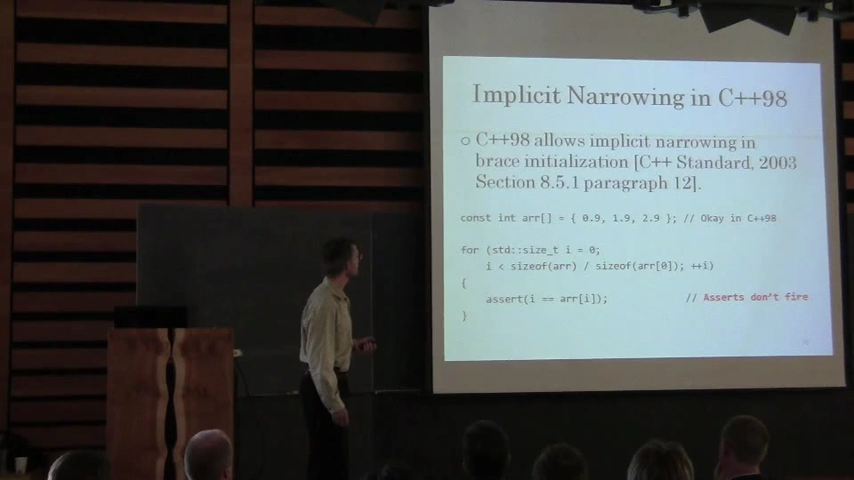 Implicit Narrowing in C++98
C++98 allows implicit narrowing in
brace initialization [C++ Standard, 2003
Section 8.5.1 paragraph 12].
const int arr[] = { 0.9, 1.9, 2.9 }; // Okay in C++98
for (std::size_t i = 0;
i < sizeof(arr) / sizeof(arr[0]); ++i)
{
assert(i == arr[i]); // Asserts don't fire
}